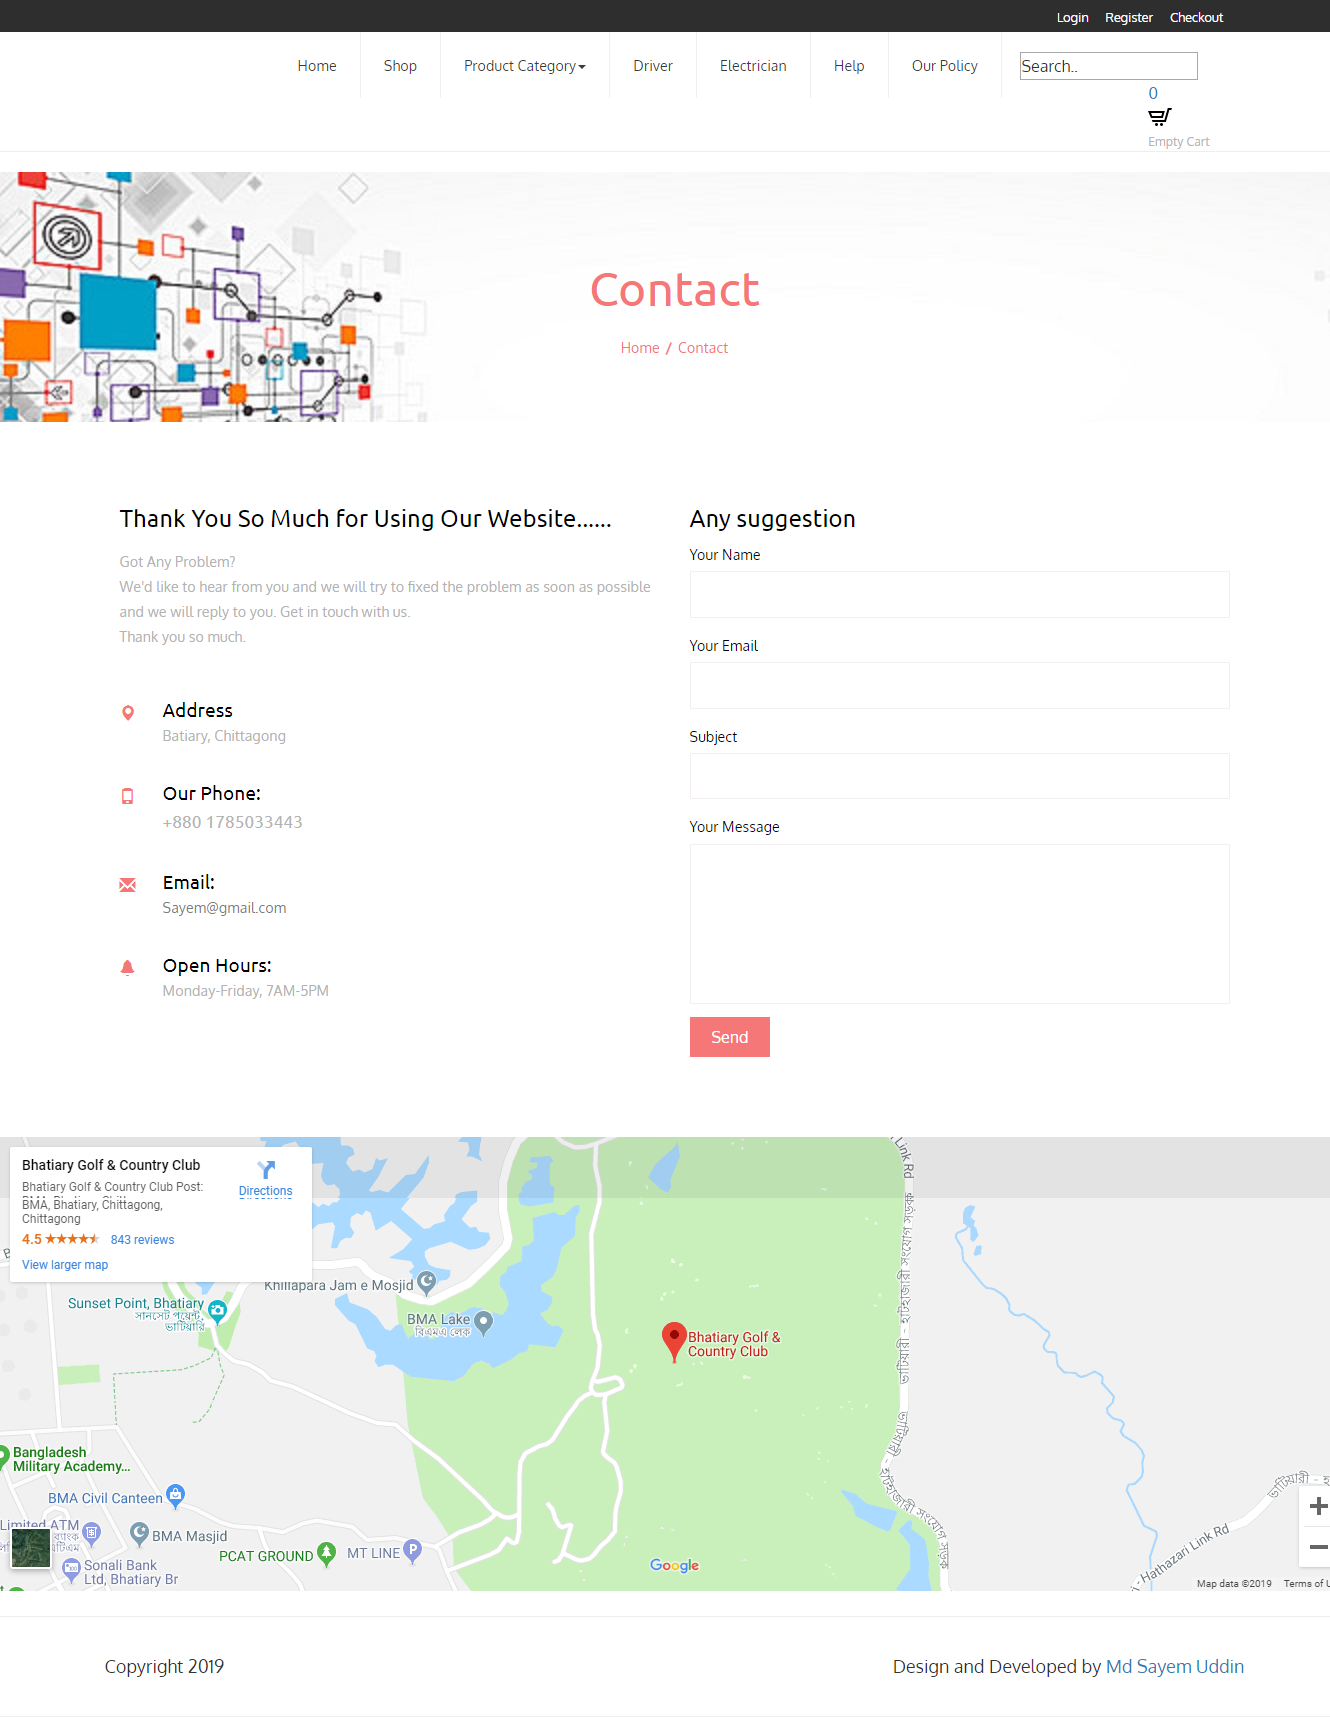 Login Register Checkout
Home Shop Product Category Driver Electrician Help Our Policy
Search..
0
Empty Cart
Contact
Home / Contact
Thank You So Much for Using Our Website......
Got Any Problem?
We'd like to hear from you and we will try to fixed the problem as soon as possible
and we will reply to you. Get in touch with us.
Thank you so much.
Address
Batiary, Chittagong
Our Phone:
+880 1785033443
Email:
Sayem@gmail.com
Open Hours:
Monday-Friday, 7AM-5PM
Any suggestion
Your Name
Your Email
Subject
Your Message
Send
Bhatiary Golf & Country Club
Directions
Bhatiary Golf & Country Club Post:
BMA, Bhatiary, Chittagong,
Chittagong
4.5 843 reviews
View larger map
Link Rd
Khillapara Jam e Mosjid
Sunset Point, Bhatiary
সানসেট পয়েন্ট,
ভাটিয়ারি
BMA Lake
বিএমএ লেক
Bhatiary Golf &
Country Club
ভাটিয়ারী - হাটহাজারী সংযোগ সড়ক
Bangladesh
Military Academy...
BMA Civil Canteen
Limited ATM
BMA Masjid
Sonali Bank
Ltd, Bhatiary Br
PCAT GROUND
MT LINE
P
Google
হাটহাজারী সংযোগ
সড়ক
ভাটিয়ারী - হ
- Hathazari Link Rd
Map data ©2019 Terms of U
Copyright 2019
Design and Developed by Md Sayem Uddin